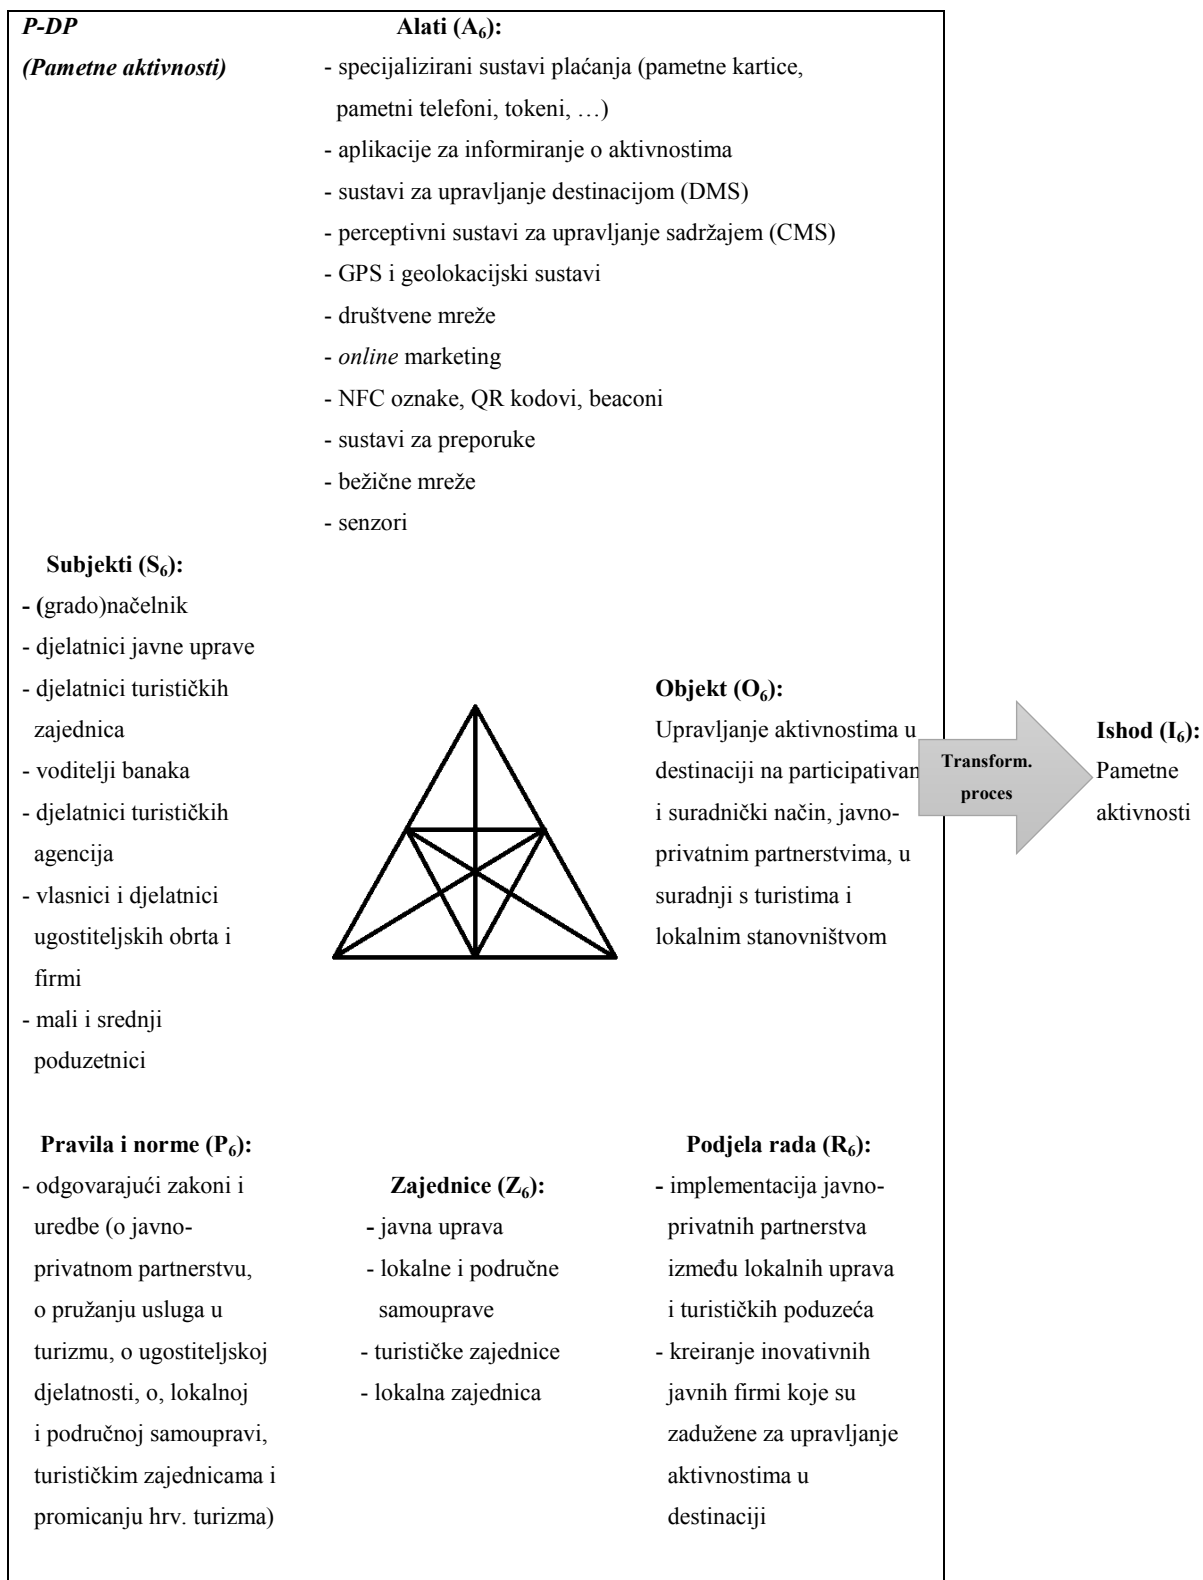 P-DP
(Pametne aktivnosti)
Alati (A₆):
- specijalizirani sustavi plaćanja (pametne kartice,
pametni telefoni, tokeni, …)
- aplikacije za informiranje o aktivnostima
- sustavi za upravljanje destinacijom (DMS)
- perceptivni sustavi za upravljanje sadržajem (CMS)
- GPS i geolokacijski sustavi
- društvene mreže
- online marketing
- NFC oznake, QR kodovi, beaconi
- sustavi za preporuke
- bežične mreže
- senzori
Subjekti (S₆):
- (grado)načelnik
- djelatnici javne uprave
- djelatnici turističkih
zajednica
- voditelji banaka
- djelatnici turističkih
agencija
- vlasnici i djelatnici
ugostiteljskih obrta i
firmi
- mali i srednji
poduzetnici
Objekt (O₆):
Upravljanje aktivnostima u
destinaciji na participativan
i suradnički način, javno-
privatnim partnerstvima, u
suradnji s turistima i
lokalnim stanovništvom
Transform.
proces
Ishod (I₆):
Pametne
aktivnosti
Pravila i norme (P₆):
- odgovarajući zakoni i
uredbe (o javno-
privatnom partnerstvu,
o pružanju usluga u
turizmu, o ugostiteljskoj
djelatnosti, o, lokalnoj
i područnoj samoupravi,
turističkim zajednicama i
promicanju hrv. turizma)
Zajednice (Z₆):
- javna uprava
- lokalne i područne
samouprave
- turističke zajednice
- lokalna zajednica
Podjela rada (R₆):
- implementacija javno-
privatnih partnerstva
između lokalnih uprava
i turističkih poduzeća
- kreiranje inovativnih
javnih firmi koje su
zadužene za upravljanje
aktivnostima u
destinaciji